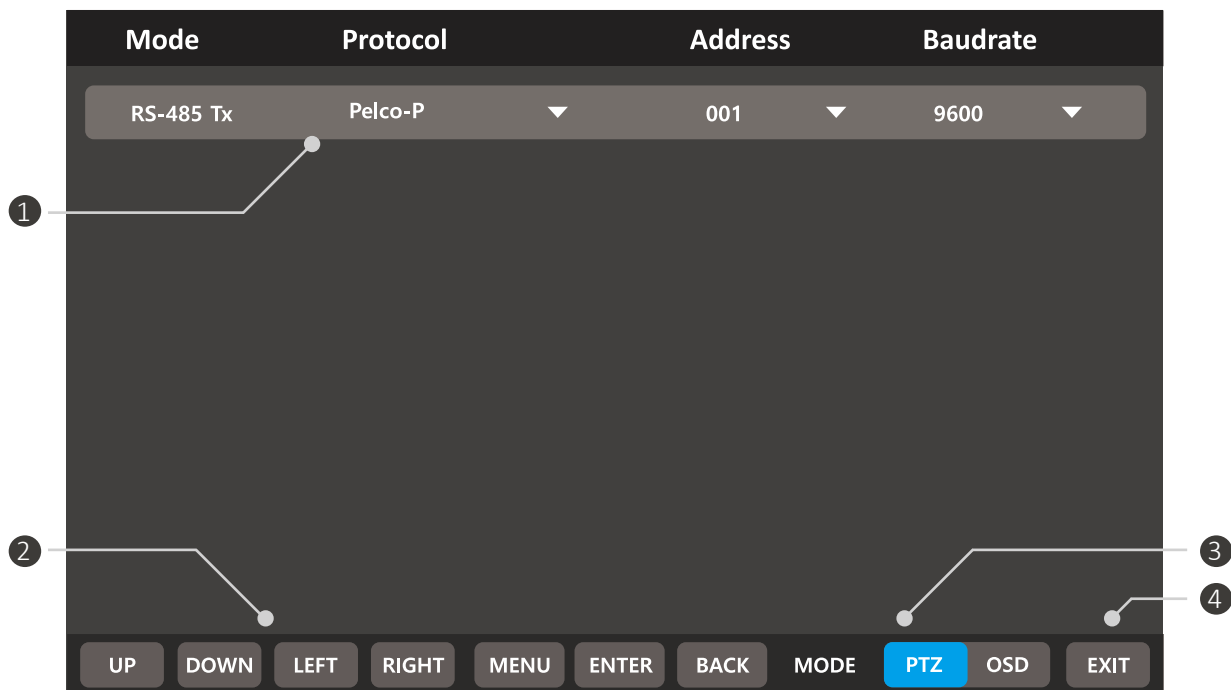 Mode Protocol Address Baudrate
RS-485 Tx Pelco-P 001 9600
1
2
3
4
UP DOWN LEFT RIGHT MENU ENTER BACK MODE PTZ OSD EXIT